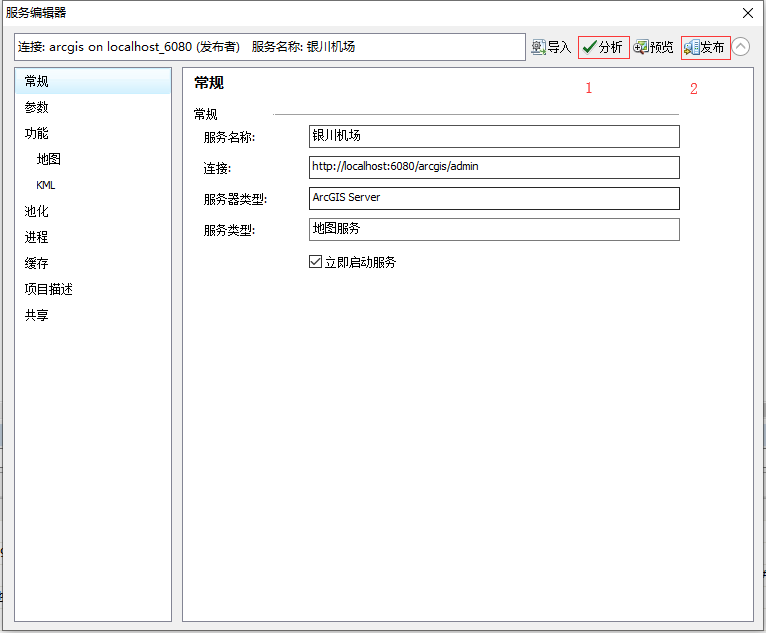 服务编辑器
连接: arcgis on localhost_6080 (发布者) 服务名称: 银川机场
导入 分析 预览 发布
1 2
常规
参数
功能
地图
KML
池化
进程
缓存
项目描述
共享
常规
常规
服务名称: 银川机场
连接: http://localhost:6080/arcgis/admin
服务器类型: ArcGIS Server
服务类型: 地图服务
立即启动服务